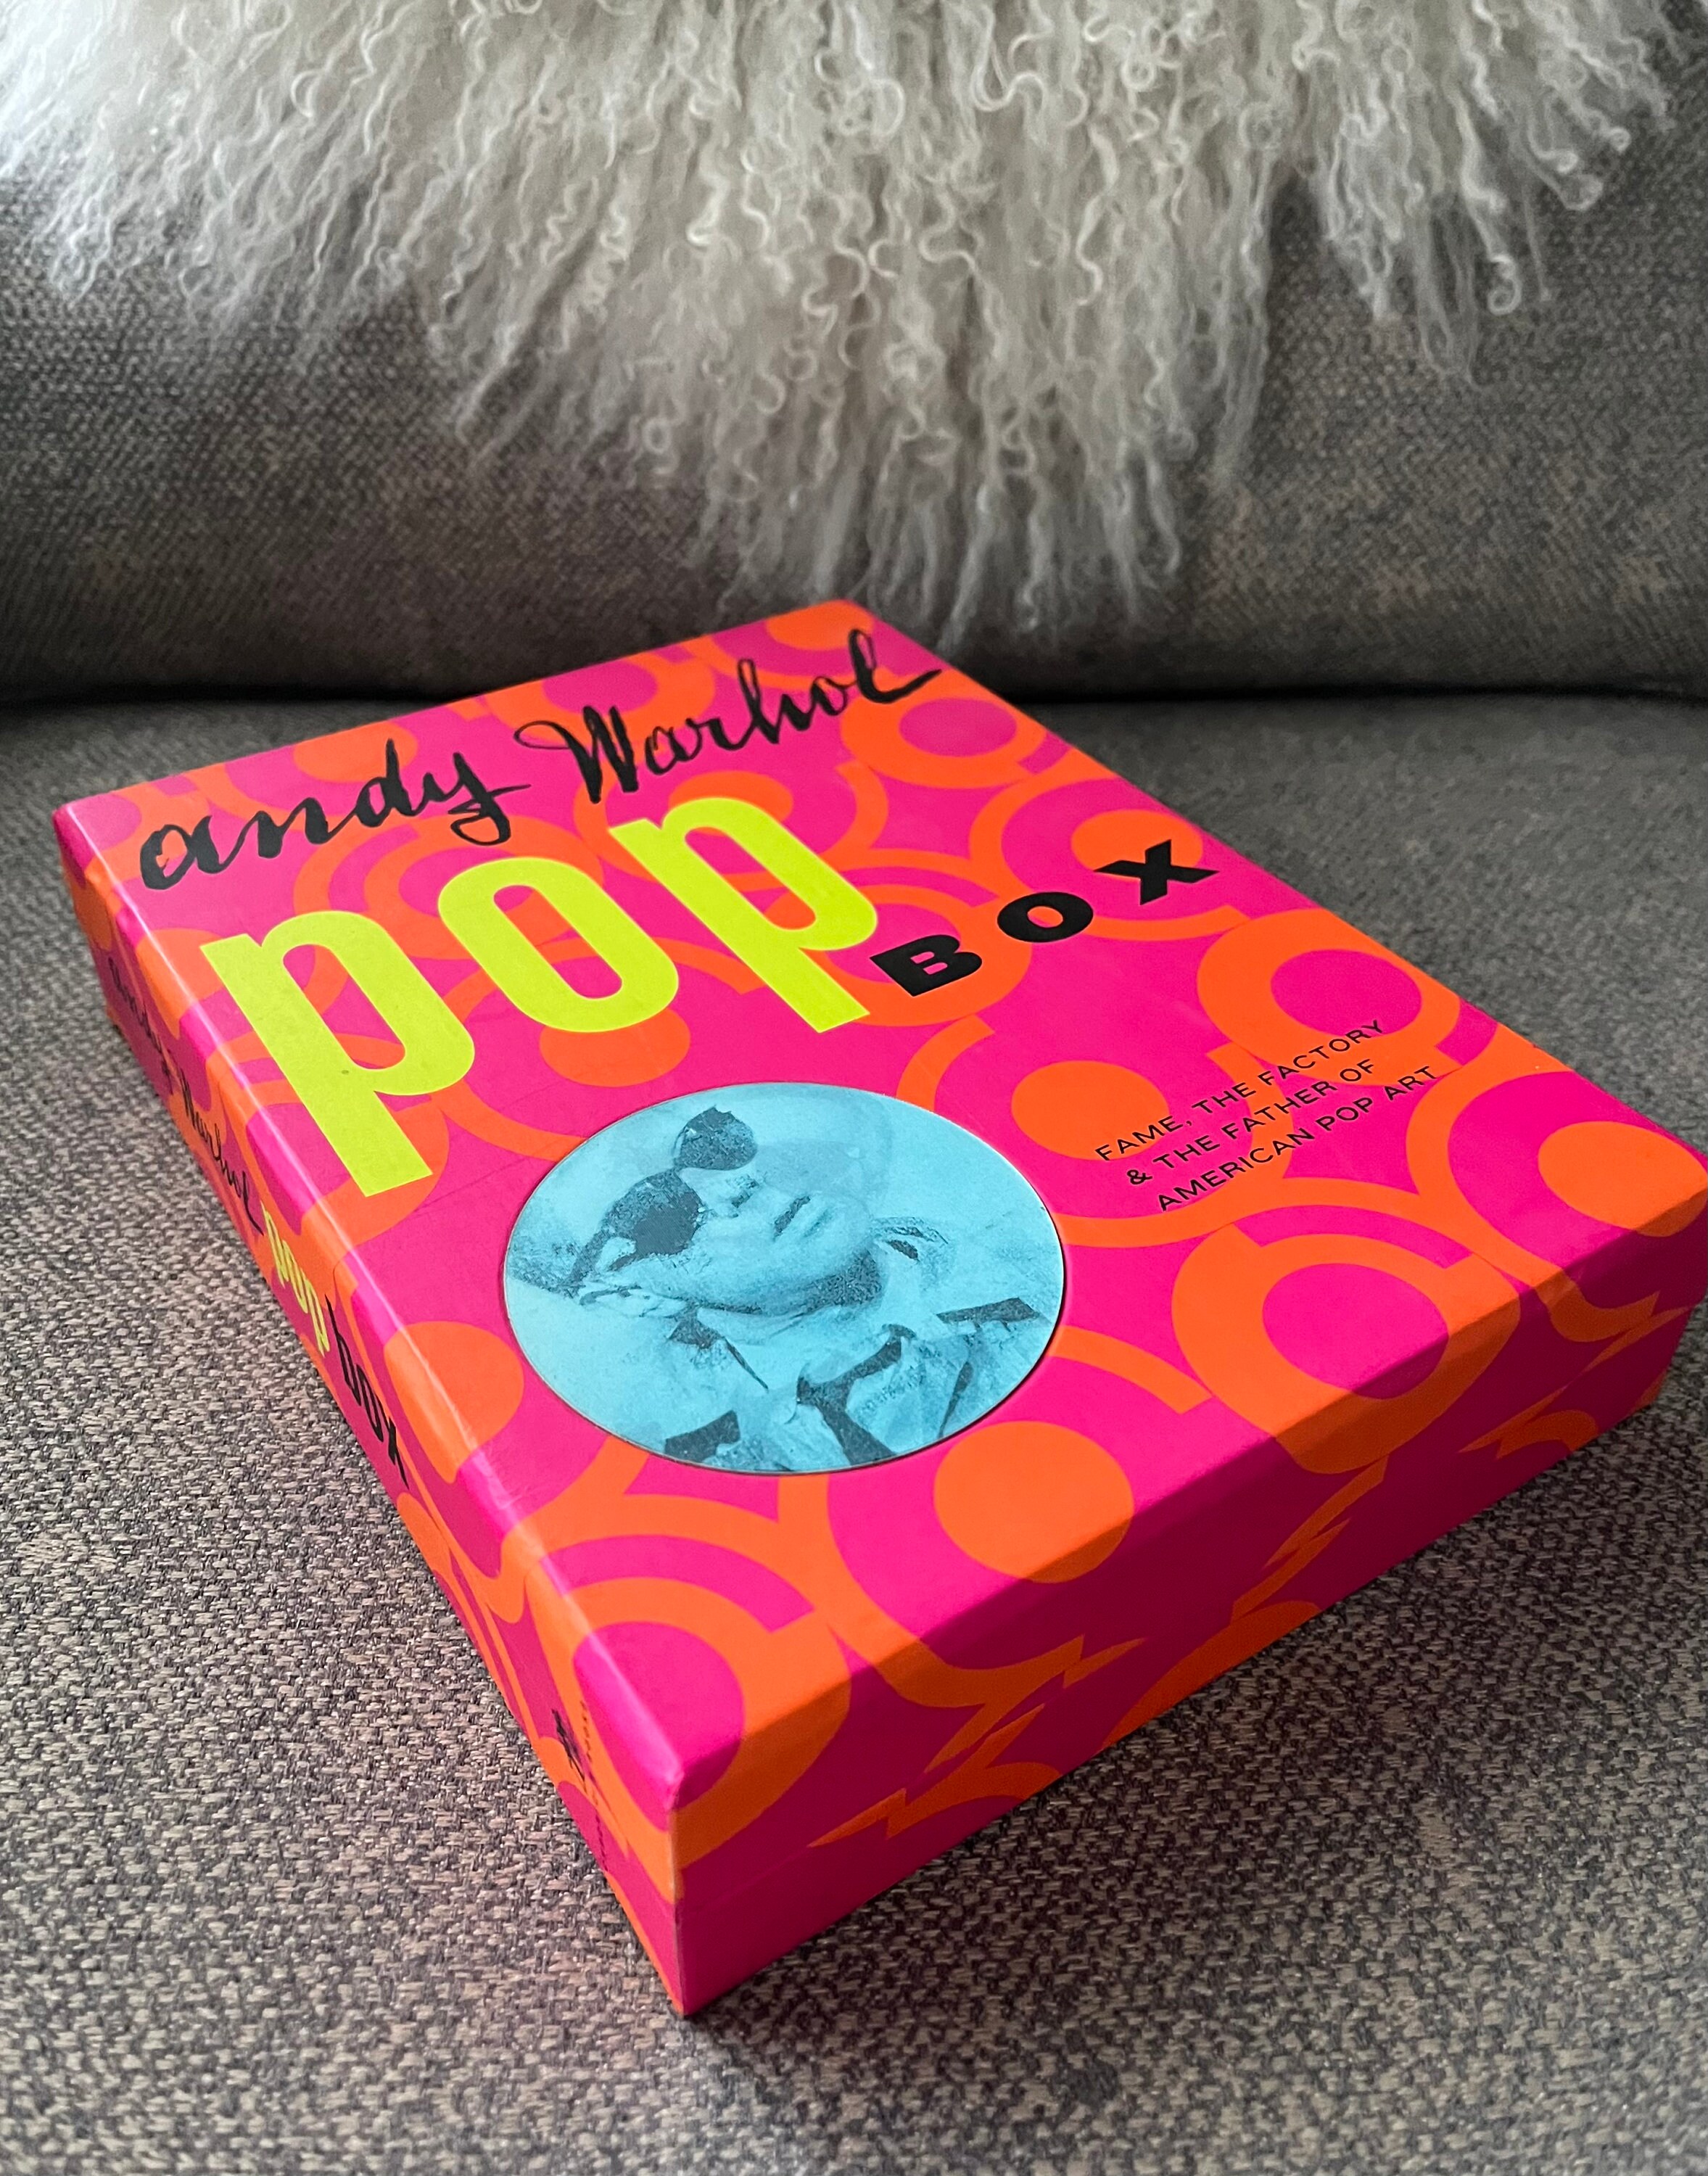 andy Warhol
pop
BOX
FAME, THE FACTORY
& THE FATHER OF
AMERICAN POP ART
andy Warhol pop box